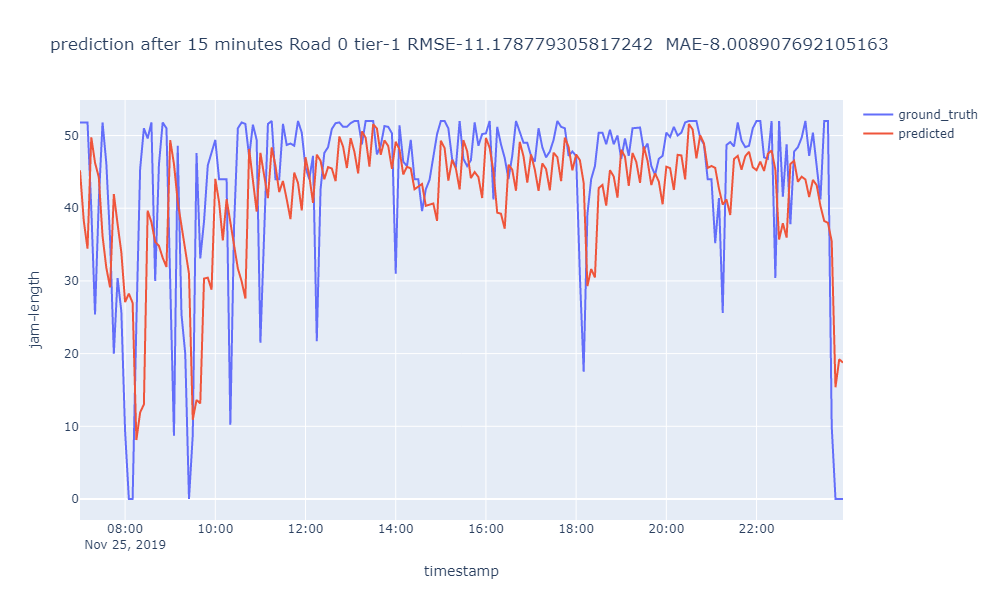 prediction after 15 minutes Road 0 tier-1 RMSE-11.178779305817242  MAE-8.008907692105163
ground_truth
predicted
50
40
30
20
10
0
jam-length
08:00 10:00 12:00 14:00 16:00 18:00 20:00 22:00
Nov 25, 2019
timestamp